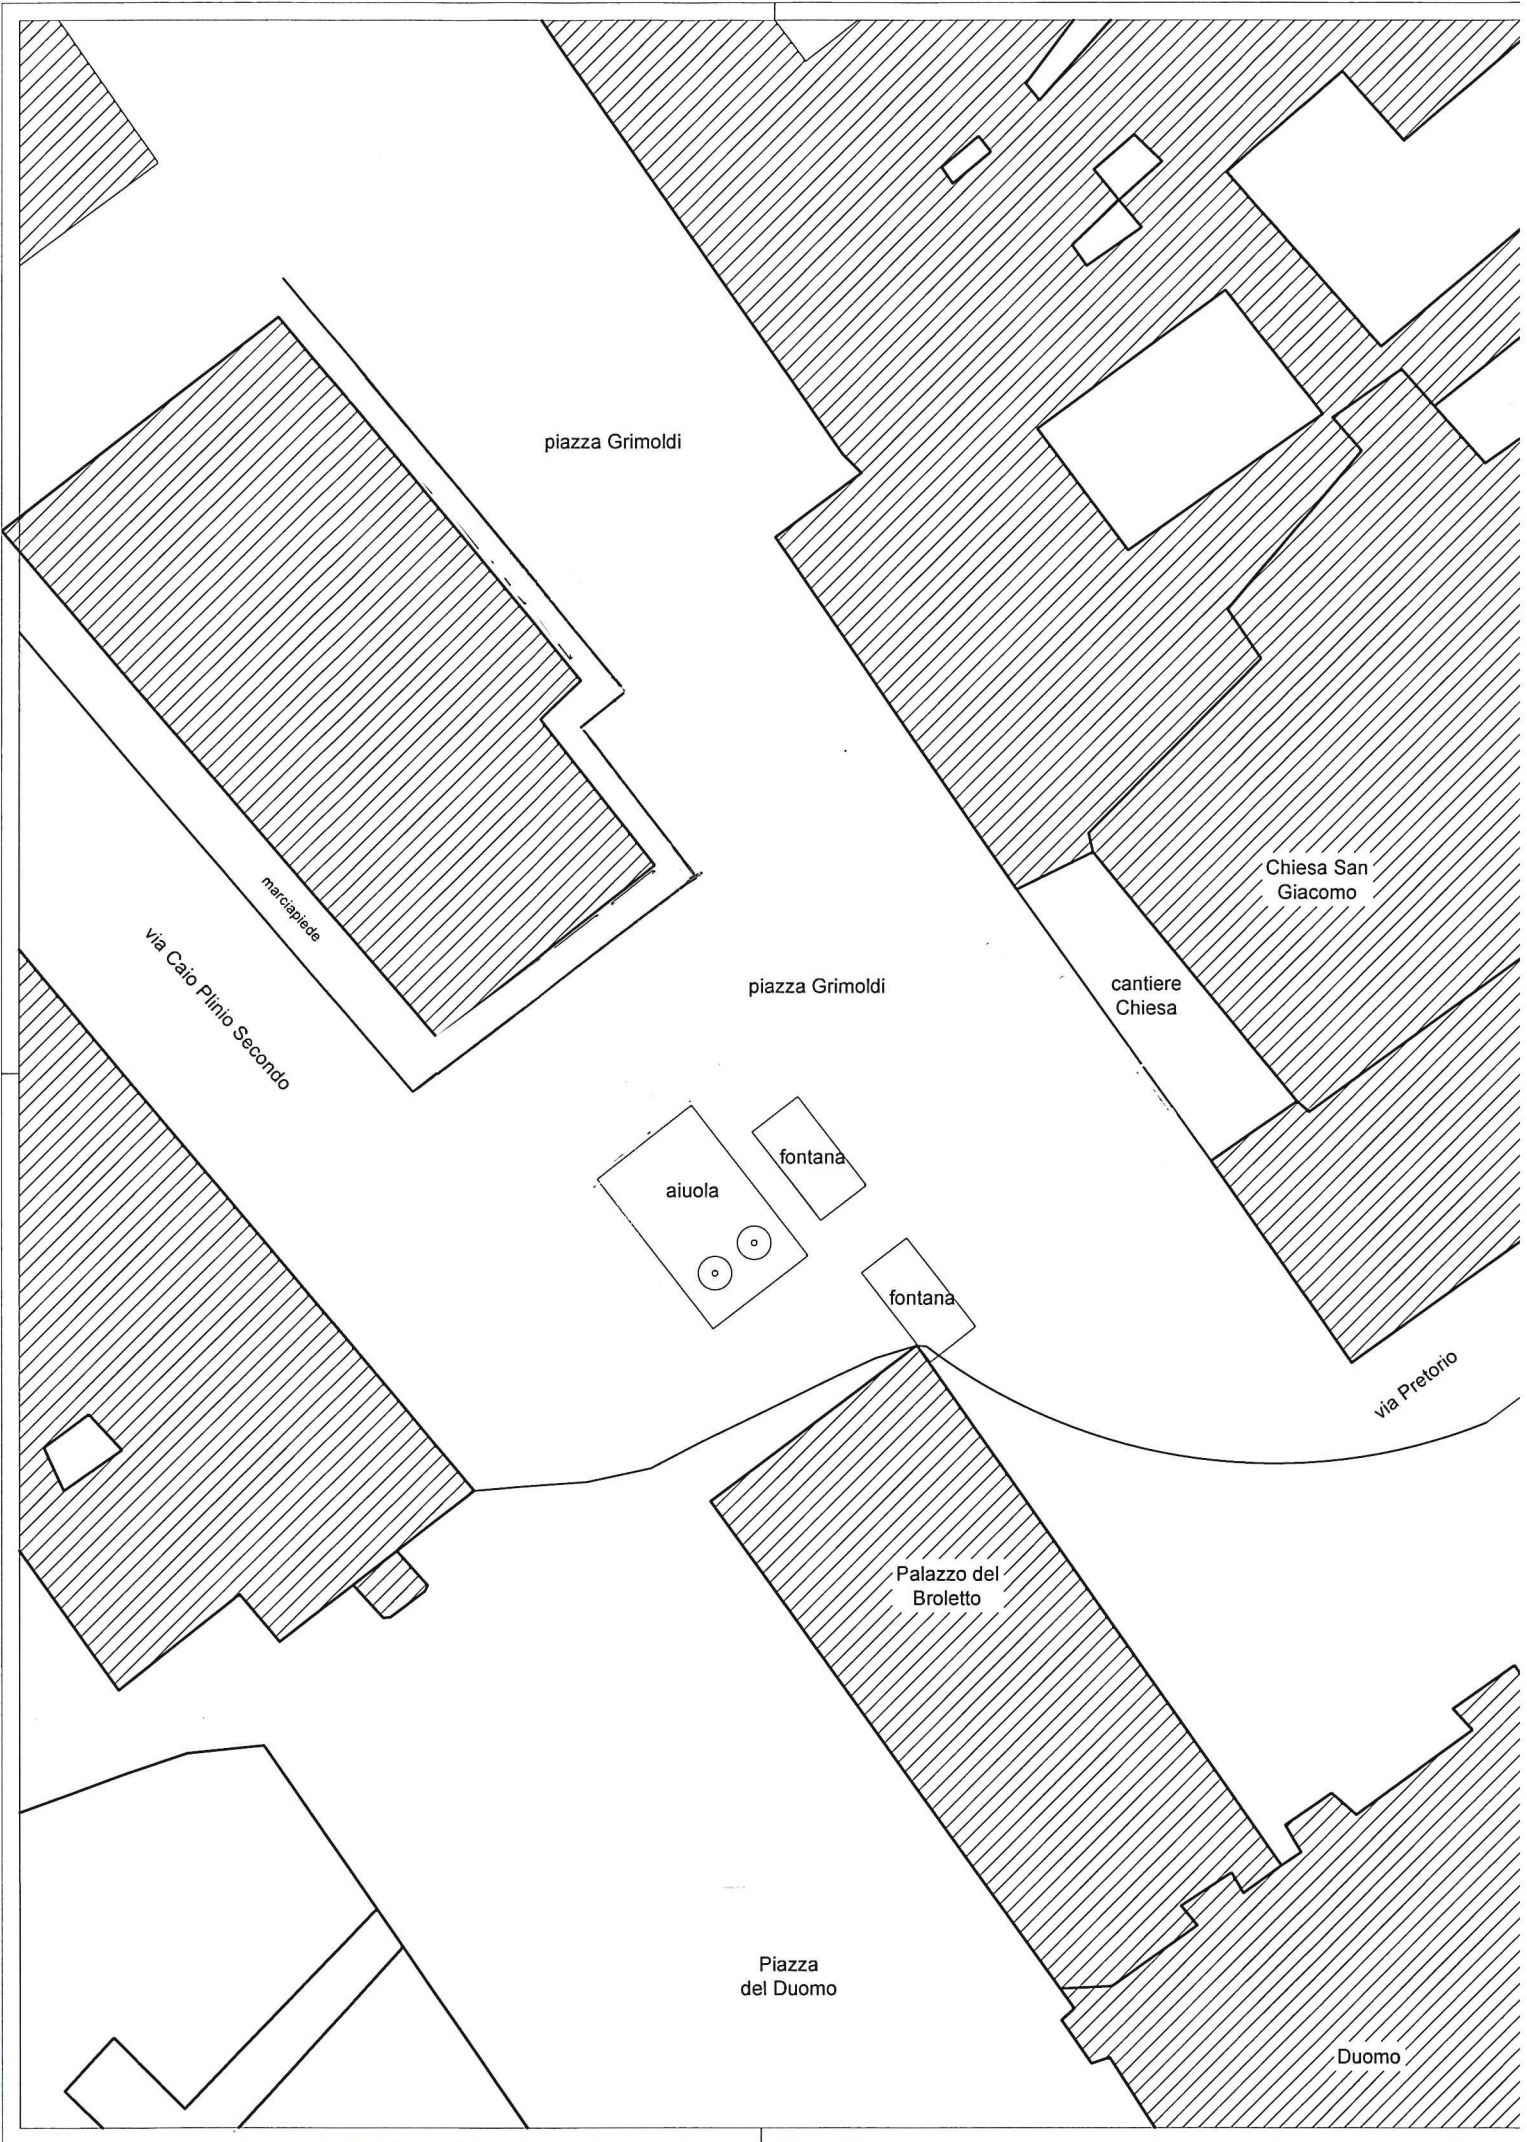 piazza Grimoldi
Chiesa San
Giacomo
marciapiede
via Caio Plinio Secondo
piazza Grimoldi
cantiere
Chiesa
fontana
aiuola
fontana
via Pretorio
Palazzo del
Broletto
Piazza
del Duomo
Duomo